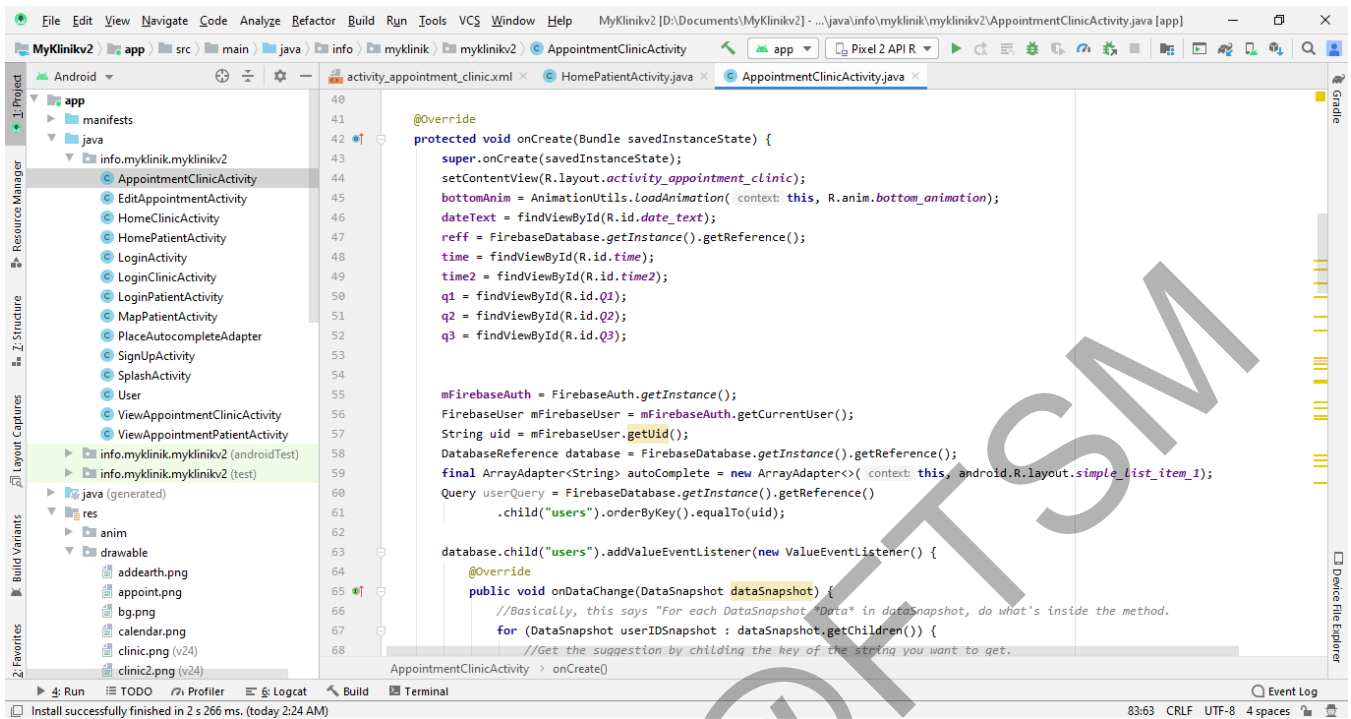 File Edit View Navigate Code Analyze Refactor Build Run Tools VCS Window Help MyKlinikv2 [D:\Documents\MyKlinikv2] - ...\java\info\myklinik\myklinikv2\AppointmentClinicActivity.java [app]
MyKlinikv2 app src main java info myklinik myklinikv2 AppointmentClinicActivity app Pixel 2 API R
Android
activity_appointment_clinic.xml HomePatientActivity.java AppointmentClinicActivity.java
1: Project
Resource Manager
7: Structure
Layout Captures
Build Variants
2: Favorites
app
manifests
java
info.myklinik.myklinikv2
AppointmentClinicActivity
EditAppointmentActivity
HomeClinicActivity
HomePatientActivity
LoginActivity
LoginClinicActivity
LoginPatientActivity
MapPatientActivity
PlaceAutocompleteAdapter
SignUpActivity
SplashActivity
User
ViewAppointmentClinicActivity
ViewAppointmentPatientActivity
info.myklinik.myklinikv2 (androidTest)
info.myklinik.myklinikv2 (test)
java (generated)
res
anim
drawable
addearth.png
appoint.png
bg.png
calendar.png
clinic.png (v24)
clinic2.png (v24)
40
41 @Override
42 protected void onCreate(Bundle savedInstanceState) {
43 super.onCreate(savedInstanceState);
44 setContentView(R.layout.activity_appointment_clinic);
45 bottomAnim = AnimationUtils.loadAnimation( context: this, R.anim.bottom_animation);
46 dateText = findViewById(R.id.date_text);
47 reff = FirebaseDatabase.getInstance().getReference();
48 time = findViewById(R.id.time);
49 time2 = findViewById(R.id.time2);
50 q1 = findViewById(R.id.Q1);
51 q2 = findViewById(R.id.Q2);
52 q3 = findViewById(R.id.Q3);
53
54
55 mFirebaseAuth = FirebaseAuth.getInstance();
56 FirebaseUser mFirebaseUser = mFirebaseAuth.getCurrentUser();
57 String uid = mFirebaseUser.getUid();
58 DatabaseReference database = FirebaseDatabase.getInstance().getReference();
59 final ArrayAdapter<String> autoComplete = new ArrayAdapter<>( context: this, android.R.layout.simple_list_item_1);
60 Query userQuery = FirebaseDatabase.getInstance().getReference()
61 .child("users").orderByKey().equalTo(uid);
62
63 database.child("users").addValueEventListener(new ValueEventListener() {
64 @Override
65 public void onDataChange(DataSnapshot dataSnapshot) {
66 //Basically, this says "For each DataSnapshot *Data* in dataSnapshot, do what's inside the method.
67 for (DataSnapshot userIDSnapshot : dataSnapshot.getChildren()) {
68 //Get the suggestion by childing the key of the string you want to get.
AppointmentClinicActivity onCreate()
Gradle
Device File Explorer
4: Run TODO Profiler 6: Logcat Build Terminal Event Log
Install successfully finished in 2 s 266 ms. (today 2:24 AM) 83:63 CRLF UTF-8 4 spaces
@FTSM